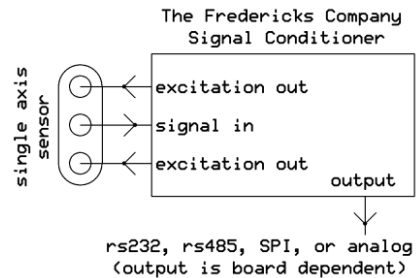 The Fredericks Company
Signal Conditioner
single axis
sensor
excitation out
signal in
excitation out
output
rs232, rs485, SPI, or analog
(output is board dependent)